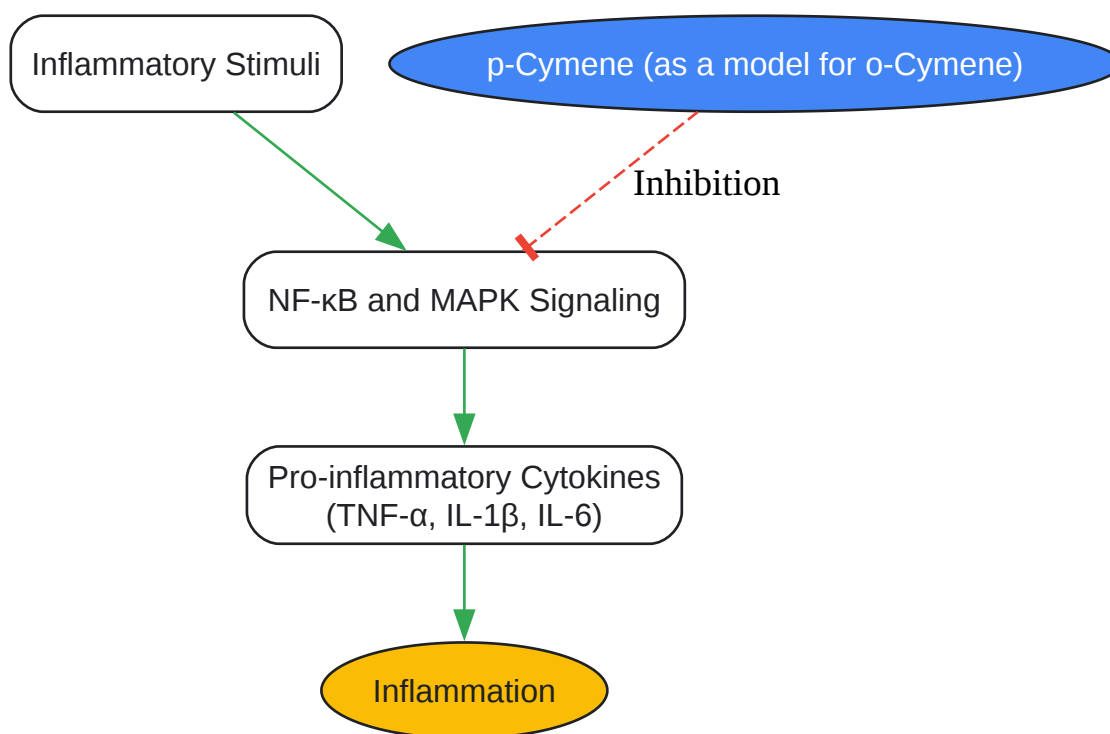 Inflammatory Stimuli
p-Cymene (as a model for o-Cymene)
Inhibition
NF-κB and MAPK Signaling
Pro-inflammatory Cytokines
(TNF-α, IL-1β, IL-6)
Inflammation